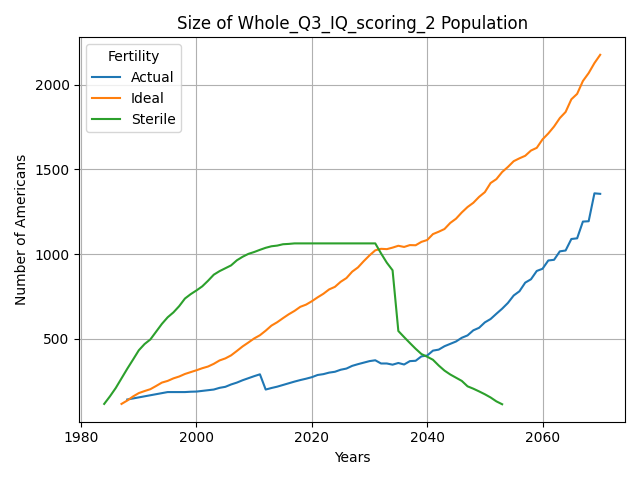 Size of Whole_Q3_IQ_scoring_2 Population
Fertility
Actual
Ideal
Sterile
Number of Americans
2000
1500
1000
500
1980
2000
2020
2040
2060
Years